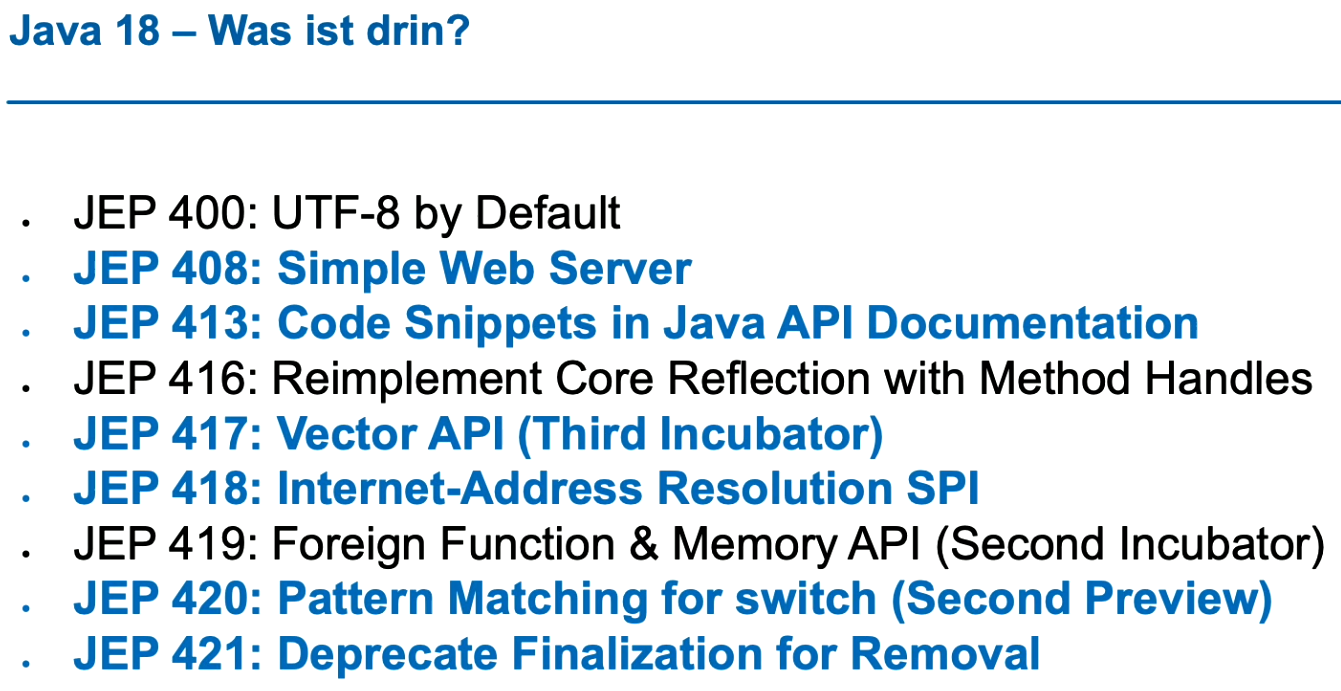 Java 18 – Was ist drin?
• JEP 400: UTF-8 by Default
• JEP 408: Simple Web Server
• JEP 413: Code Snippets in Java API Documentation
• JEP 416: Reimplement Core Reflection with Method Handles
• JEP 417: Vector API (Third Incubator)
• JEP 418: Internet-Address Resolution SPI
• JEP 419: Foreign Function & Memory API (Second Incubator)
• JEP 420: Pattern Matching for switch (Second Preview)
• JEP 421: Deprecate Finalization for Removal